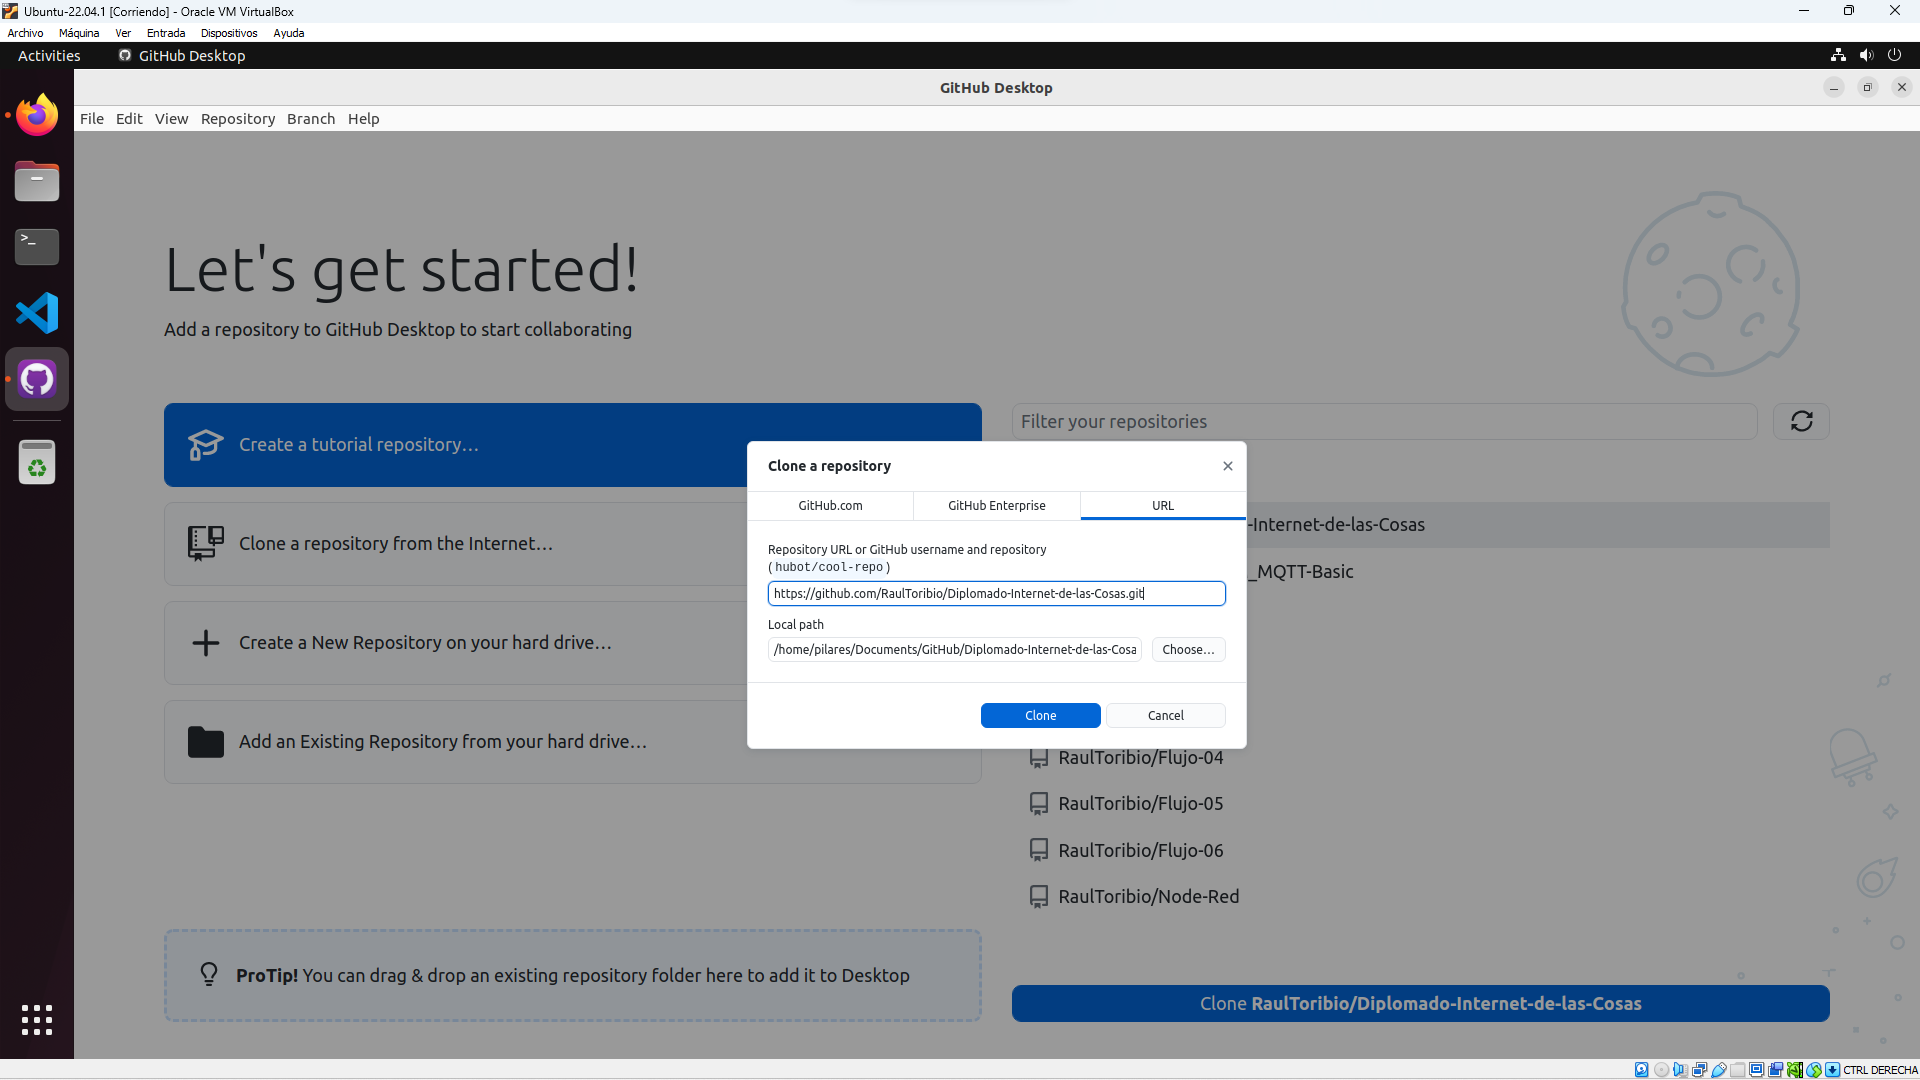 Ubuntu-22.04.1 [Corriendo] - Oracle VM VirtualBox
Archivo Máquina Ver Entrada Dispositivos Ayuda
Activities GitHub Desktop
GitHub Desktop
File Edit View Repository Branch Help
>_
Let's get started!
Add a repository to GitHub Desktop to start collaborating
Create a tutorial repository…
Clone a repository from the Internet…
Create a New Repository on your hard drive…
Add an Existing Repository from your hard drive…
ProTip! You can drag & drop an existing repository folder here to add it to Desktop
Filter your repositories
-Internet-de-las-Cosas
_MQTT-Basic
Clone a repository
GitHub.com GitHub Enterprise URL
Repository URL or GitHub username and repository
(hubot/cool-repo)
https://github.com/RaulToribio/Diplomado-Internet-de-las-Cosas.git
Local path
/home/pilares/Documents/GitHub/Diplomado-Internet-de-las-Cosa Choose…
Clone Cancel
RaulToribio/Flujo-04
RaulToribio/Flujo-05
RaulToribio/Flujo-06
RaulToribio/Node-Red
Clone RaulToribio/Diplomado-Internet-de-las-Cosas
CTRL DERECHA